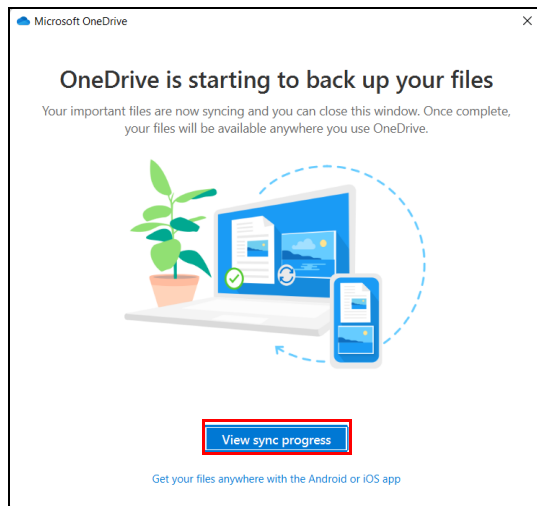 Microsoft OneDrive
OneDrive is starting to back up your files
Your important files are now syncing and you can close this window. Once complete,
your files will be available anywhere you use OneDrive.
View sync progress
Get your files anywhere with the Android or iOS app